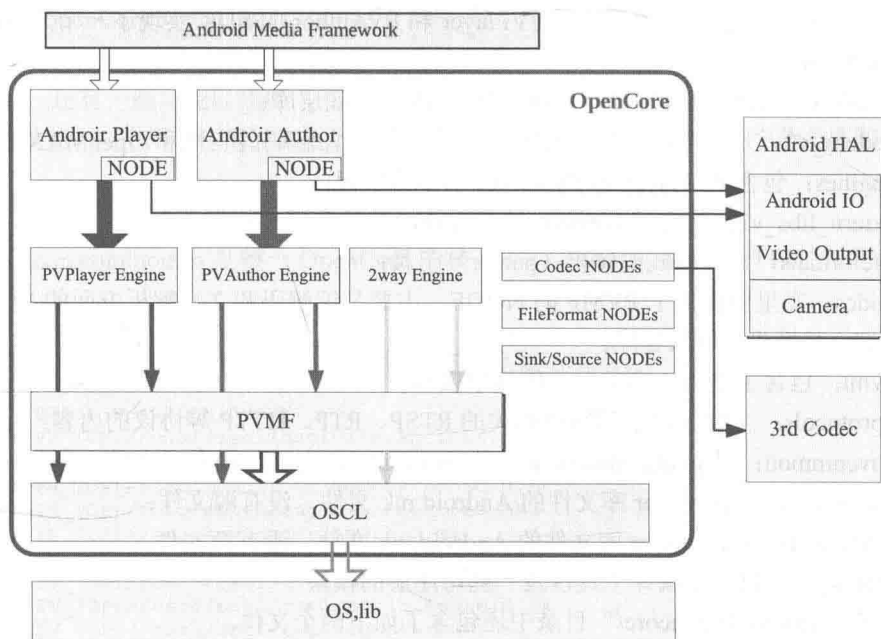 Android Media Framework
OpenCore
Androir Player
NODE
Androir Author
NODE
Android HAL
Android IO
Video Output
Camera
PVPlayer Engine
PVAuthor Engine
2way Engine
Codec NODEs
FileFormat NODEs
Sink/Source NODEs
PVMF
3rd Codec
OSCL
OS,lib